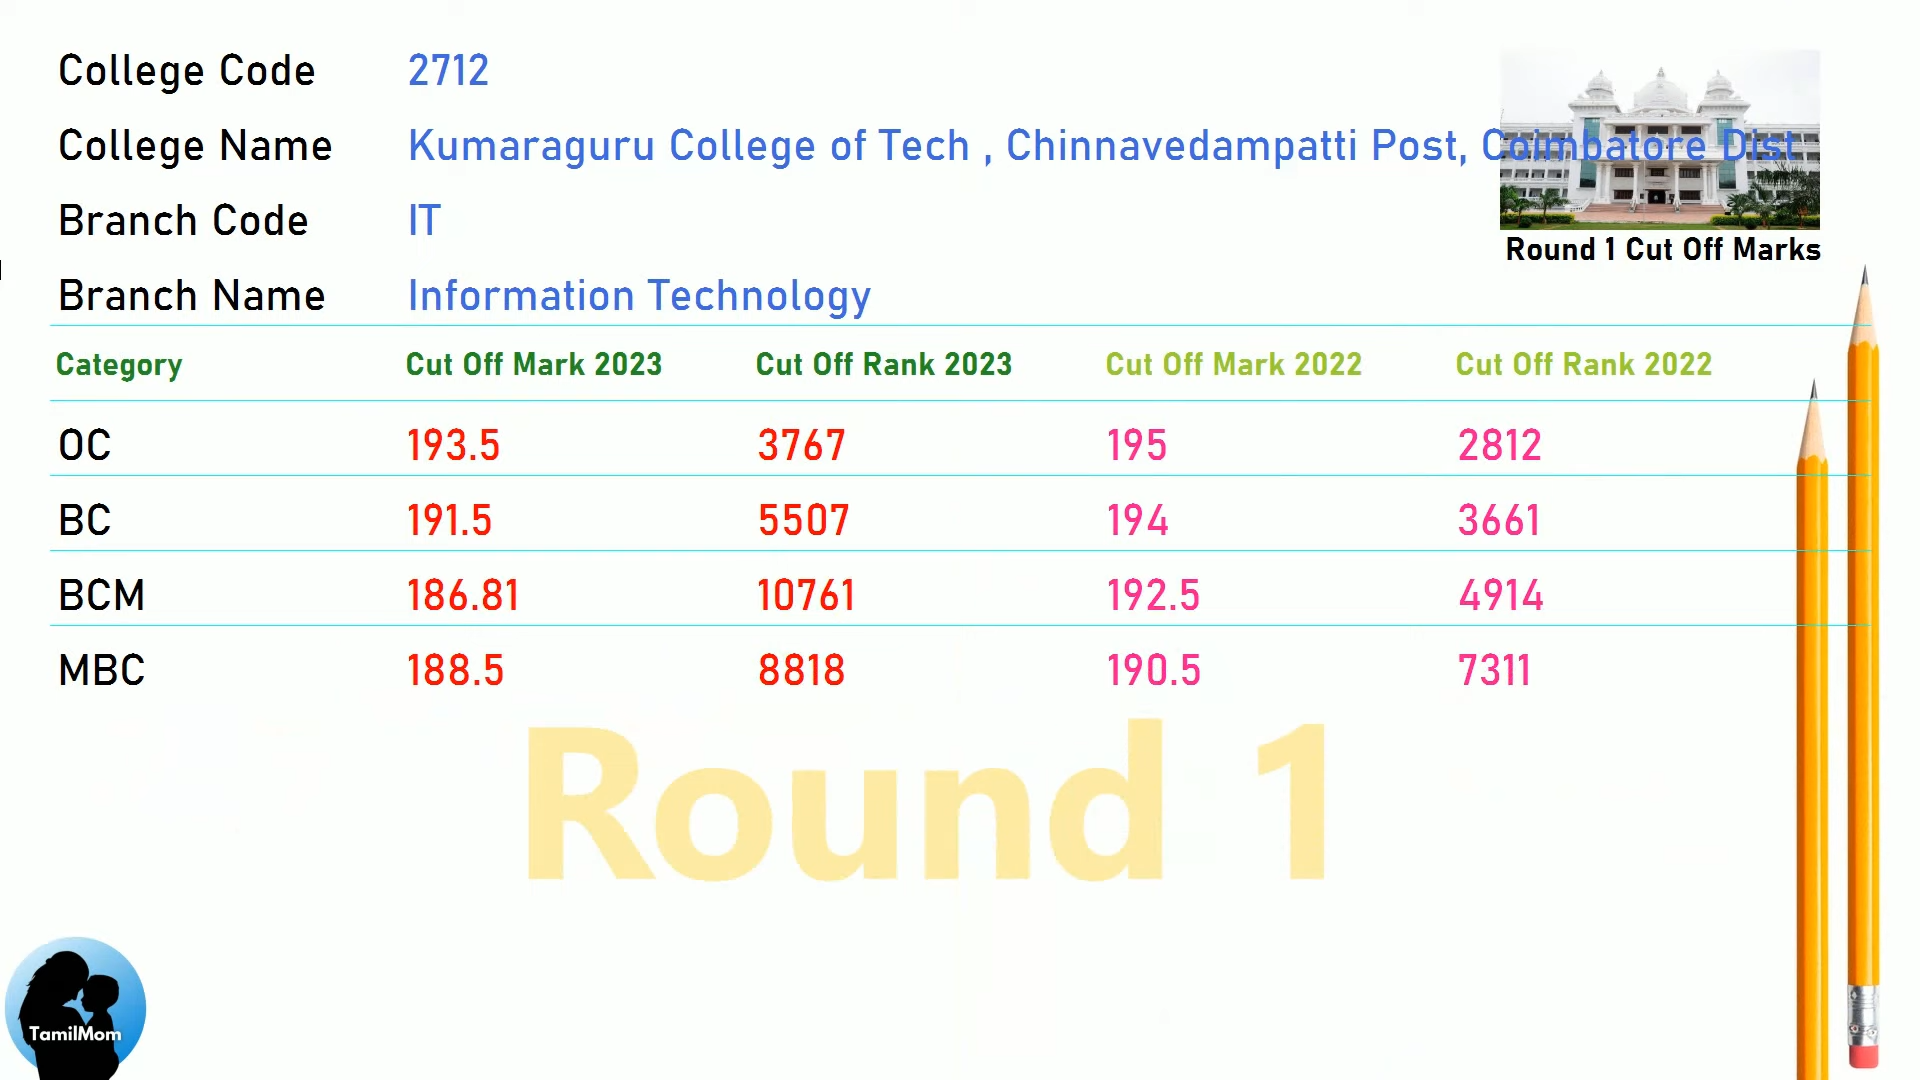 College Code 2712
College Name Kumaraguru College of Tech , Chinnavedampatti Post, Coimbatore Dist
Branch Code IT
Round 1 Cut Off Marks
Branch Name Information Technology
Category Cut Off Mark 2023 Cut Off Rank 2023 Cut Off Mark 2022 Cut Off Rank 2022
OC 193.5 3767 195 2812
BC 191.5 5507 194 3661
BCM 186.81 10761 192.5 4914
MBC 188.5 8818 190.5 7311
Round 1
TamilMom